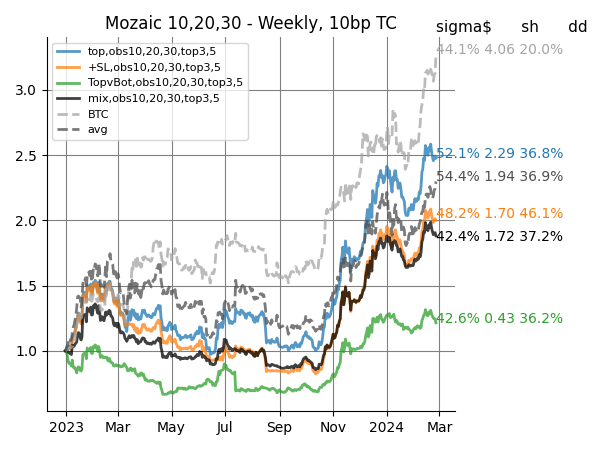 Mozaic 10,20,30 - Weekly, 10bp TC
sigma$ sh dd
44.1% 4.06 20.0%
top,obs10,20,30,top3,5
+SL,obs10,20,30,top3,5
TopvBot,obs10,20,30,top3,5
mix,obs10,20,30,top3,5
BTC
avg
3.0
2.5
52.1% 2.29 36.8%
54.4% 1.94 36.9%
2.0
48.2% 1.70 46.1%
42.4% 1.72 37.2%
1.5
42.6% 0.43 36.2%
1.0
2023 Mar May Jul Sep Nov 2024 Mar